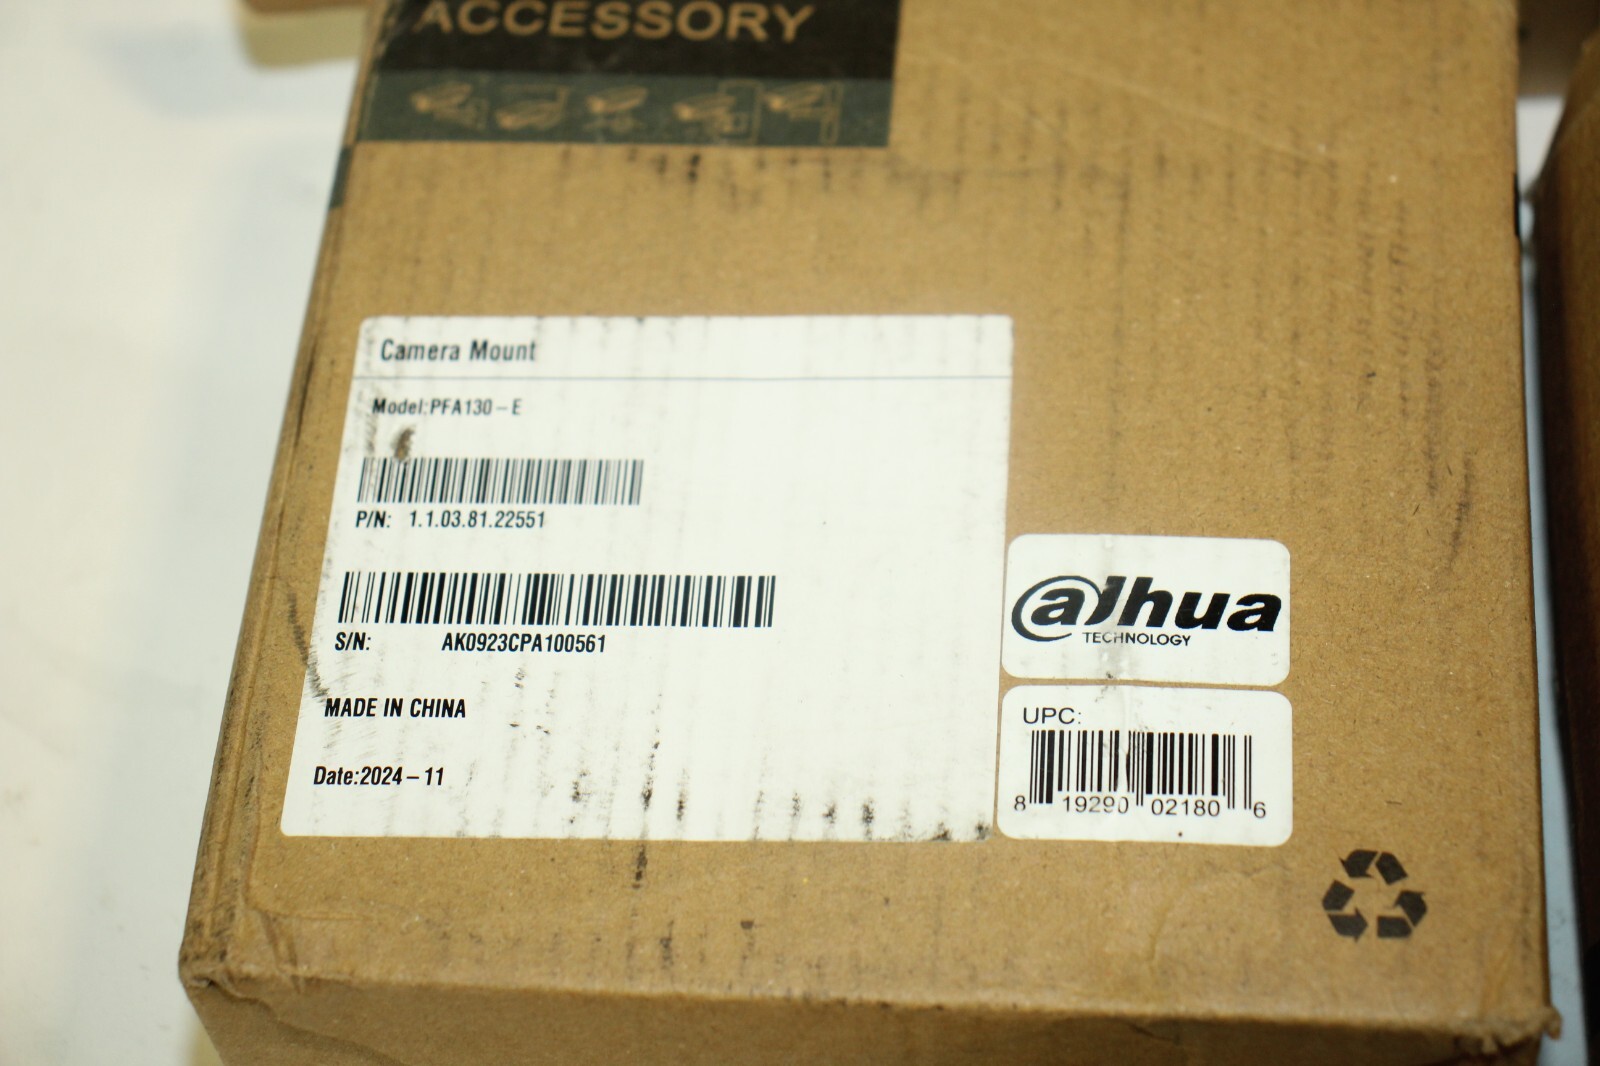 ACCESSORY
Camera Mount
Model:PFA130-E
P/N: 1.1.03.81.22551
S/N: AK0923CPA100561
MADE IN CHINA
Date:2024-11
alhua
TECHNOLOGY
UPC:
8 19290 02180 6